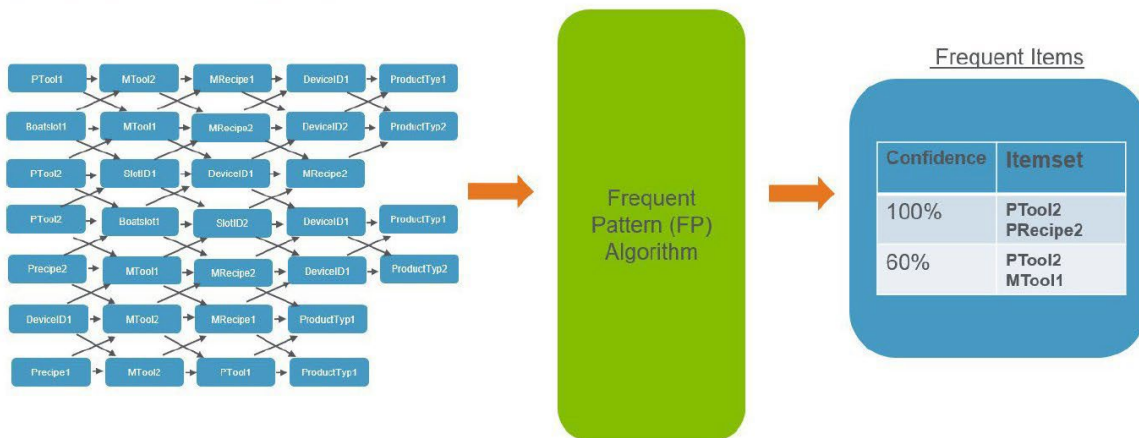 PTool1 MTool2 MRecipe1 DeviceID1 ProductTyp1
Boatslot1 MTool1 MRecipe2 DeviceID2 ProductTyp2
PTool2 SlotID1 DeviceID1 MRecipe2
PTool2 Boatslot1 SlotID2 DeviceID1 ProductTyp1
Precipe2 MTool1 MRecipe2 DeviceID1 ProductTyp2
DeviceID1 MTool2 MRecipe1 ProductTyp1
Precipe1 MTool2 PTool1 ProductTyp1
Frequent
Pattern (FP)
Algorithm
Frequent Items
Confidence Itemset
100% PTool2
PRecipe2
60% PTool2
MTool1